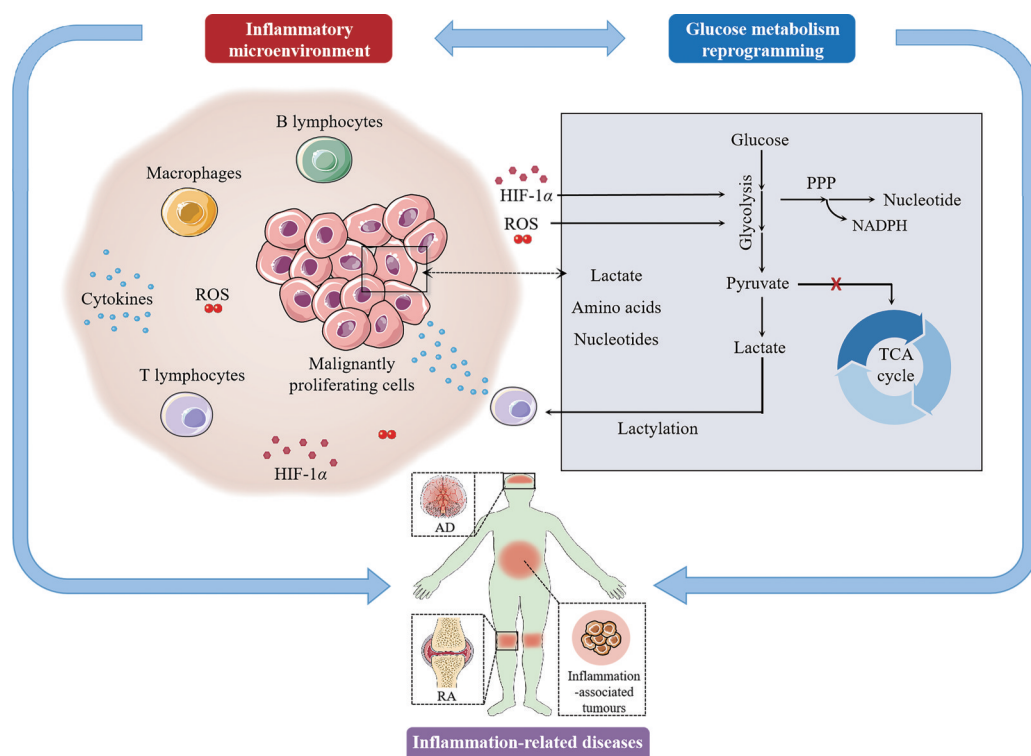 Inflammatory
microenvironment
Glucose metabolism
reprogramming
B lymphocytes
Macrophages
Cytokines
ROS
T lymphocytes
Malignantly
proliferating cells
HIF-1α
HIF-1α
ROS
Lactate
Amino acids
Nucleotides
Glucose
Glycolysis
PPP
Nucleotide
NADPH
Pyruvate
X
Lactate
TCA
cycle
Lactylation
AD
RA
Inflammation
-associated
tumours
Inflammation-related diseases